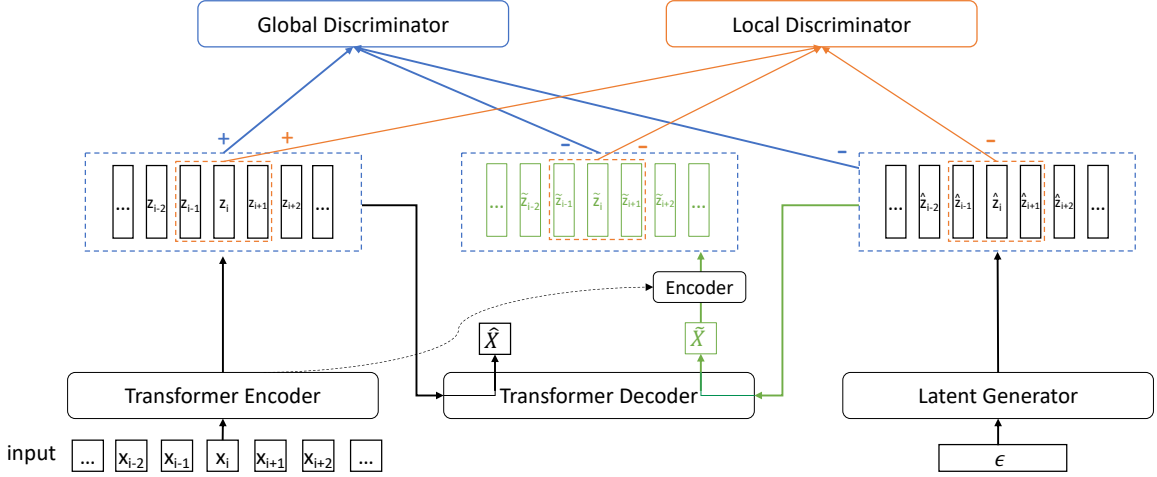 Global Discriminator Local Discriminator
+ + - - - -
... z_{i-2} z_{i-1} z_i z_{i+1} z_{i+2} ... ... z̃_{i-2} z̃_{i-1} z̃_i z̃_{i+1} z̃_{i+2} ... ... ẑ_{i-2} ẑ_{i-1} ẑ_i ẑ_{i+1} ẑ_{i+2} ...
Encoder
X̂ X̃
Transformer Encoder Transformer Decoder Latent Generator
input ... x_{i-2} x_{i-1} x_i x_{i+1} x_{i+2} ... ϵ